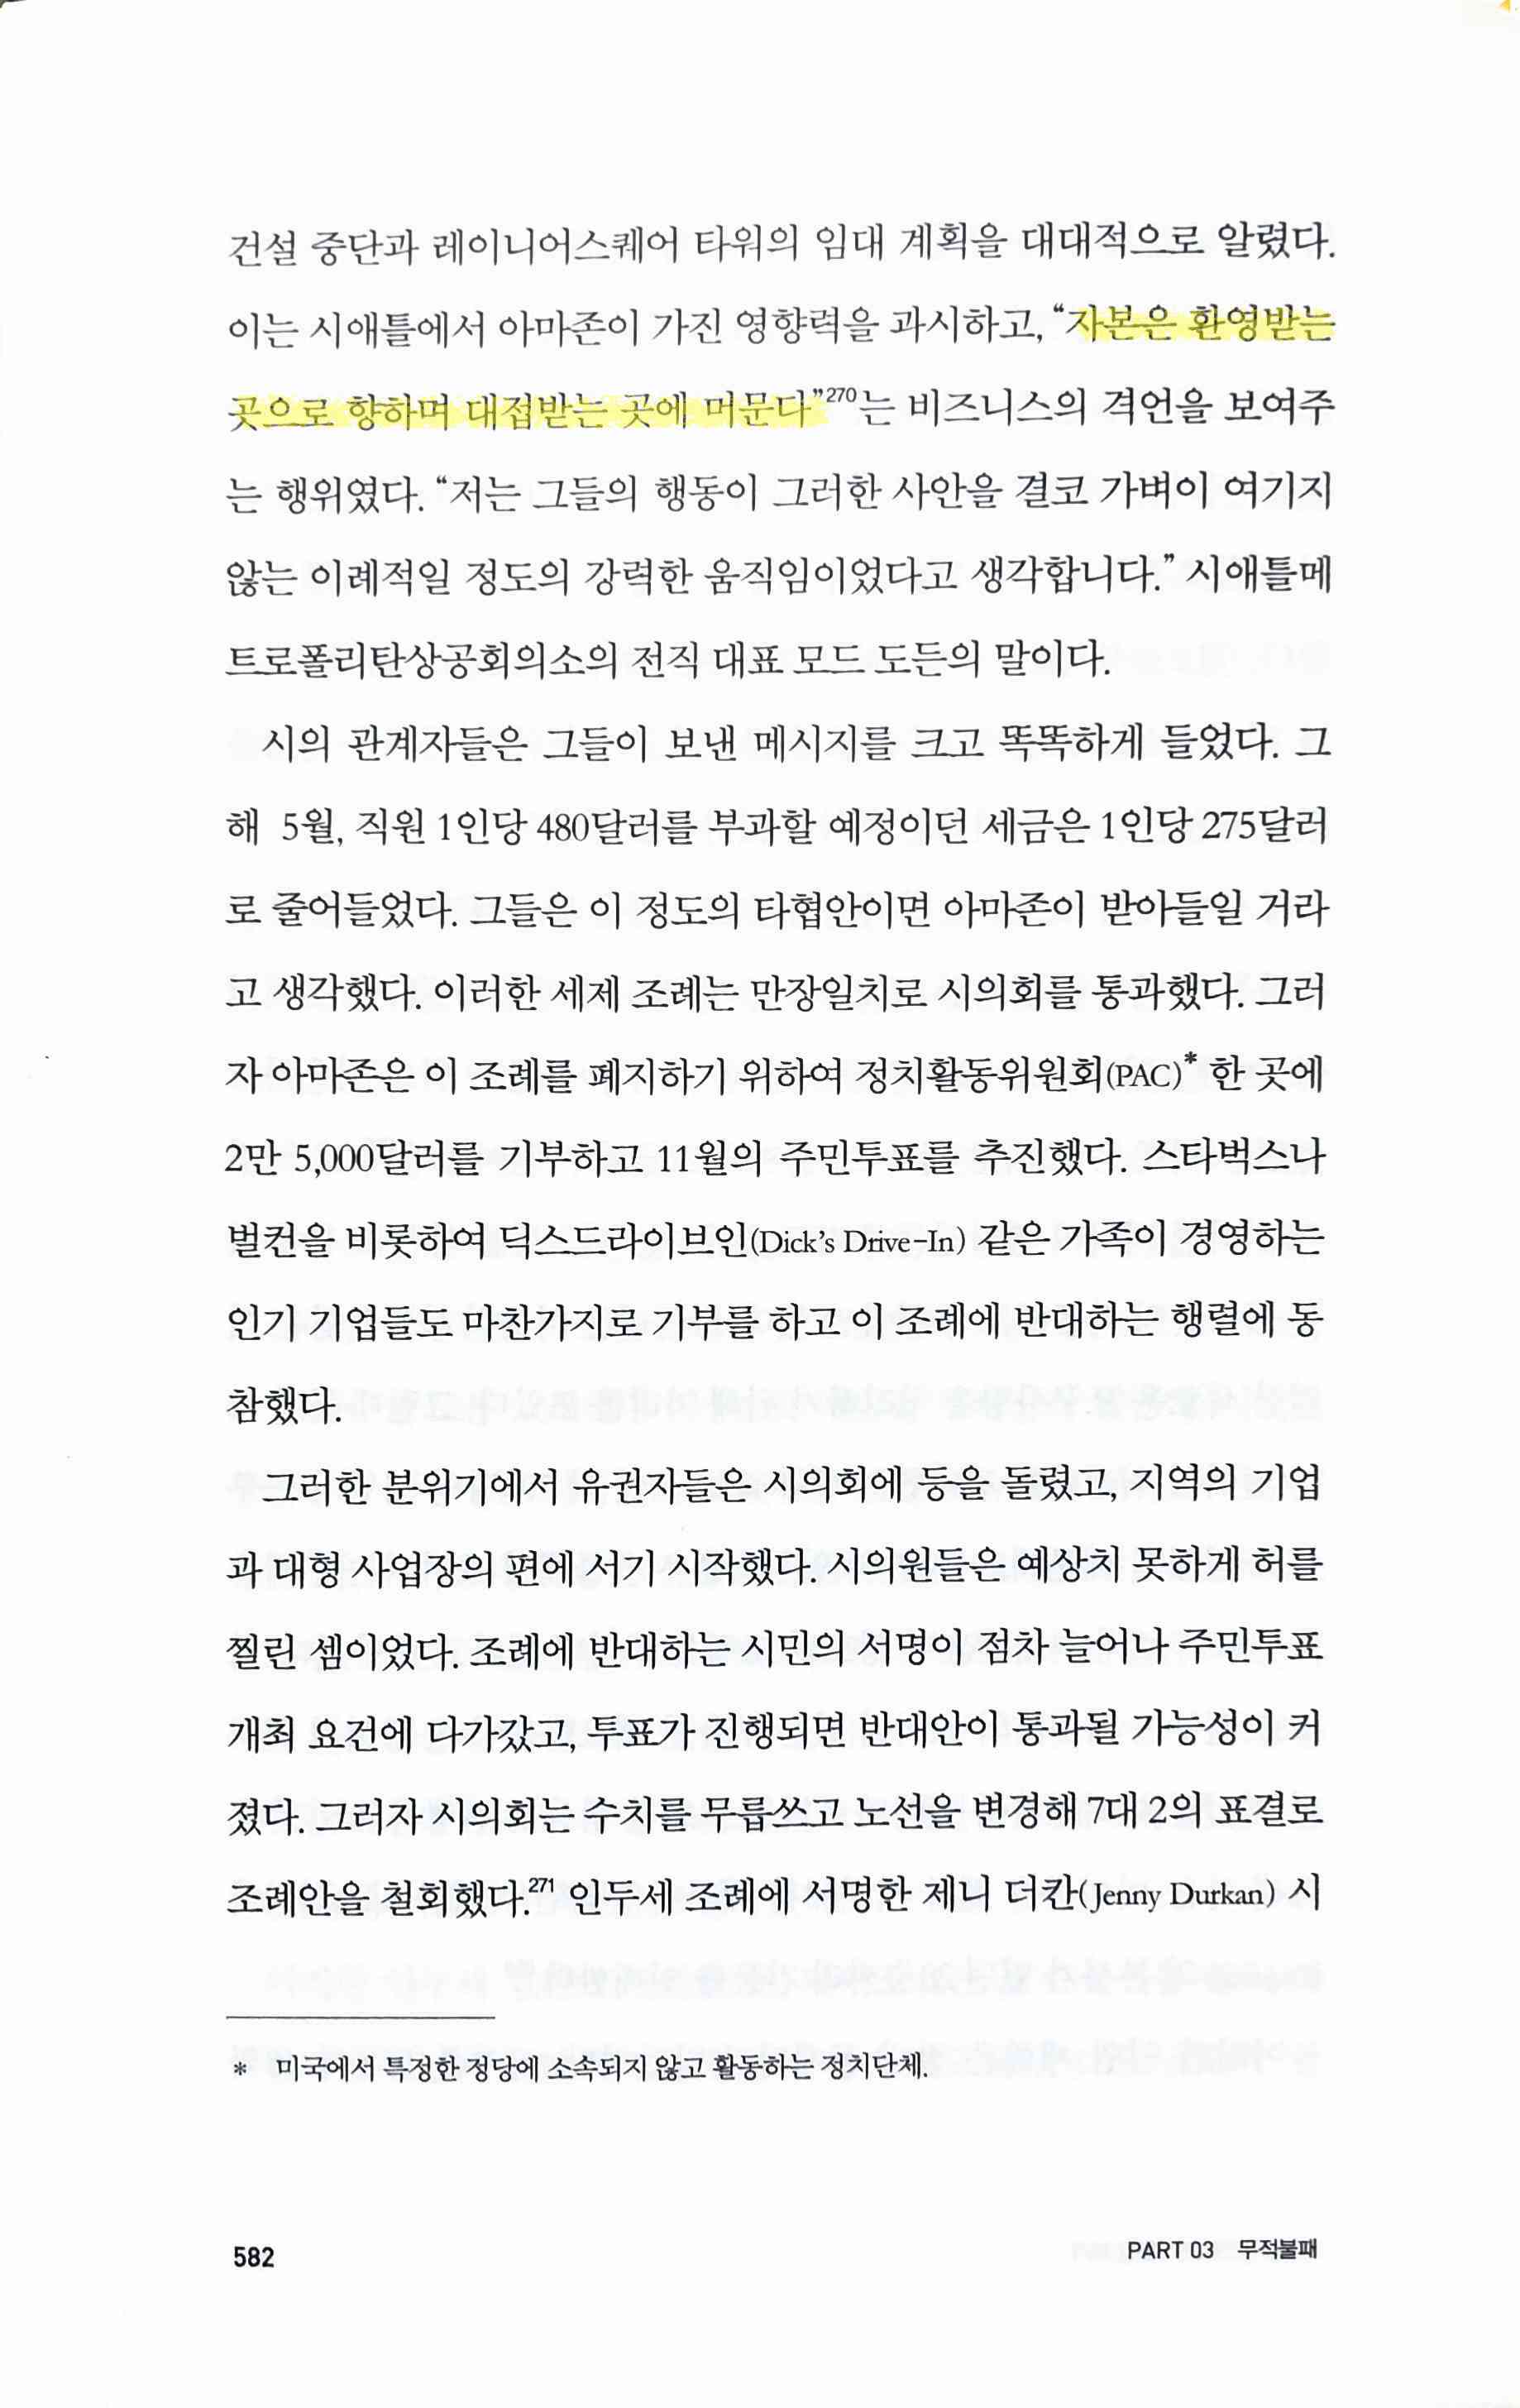 건설 중단과 레이니어스퀘어 타워의 임대 계획을 대대적으로 알렸다.
이는 시애틀에서 아마존이 가진 영향력을 과시하고, “자본은 환영받는
곳으로 향하며 대접받는 곳에 머문다”270는 비즈니스의 격언을 보여주
는 행위였다. “저는 그들의 행동이 그러한 사안을 결코 가벼이 여기지
않는 이례적일 정도의 강력한 움직임이었다고 생각합니다.” 시애틀메
트로폴리탄상공회의소의 전직 대표 모드 도든의 말이다.
시의 관계자들은 그들이 보낸 메시지를 크고 똑똑하게 들었다. 그
해 5월, 직원 1인당 480달러를 부과할 예정이던 세금은 1인당 275달러
로 줄어들었다. 그들은 이 정도의 타협안이면 아마존이 받아들일 거라
고 생각했다. 이러한 세제 조례는 만장일치로 시의회를 통과했다. 그러
자 아마존은 이 조례를 폐지하기 위하여 정치활동위원회(PAC)* 한 곳에
2만 5,000달러를 기부하고 11월의 주민투표를 추진했다. 스타벅스나
벌컨을 비롯하여 딕스드라이브인(Dick’s Drive-In) 같은 가족이 경영하는
인기 기업들도 마찬가지로 기부를 하고 이 조례에 반대하는 행렬에 동
참했다.
그러한 분위기에서 유권자들은 시의회에 등을 돌렸고, 지역의 기업
과 대형 사업장의 편에 서기 시작했다. 시의원들은 예상치 못하게 허를
찔린 셈이었다. 조례에 반대하는 시민의 서명이 점차 늘어나 주민투표
개최 요건에 다가갔고, 투표가 진행되면 반대안이 통과될 가능성이 커
졌다. 그러자 시의회는 수치를 무릅쓰고 노선을 변경해 7대 2의 표결로
조례안을 철회했다.271 인두세 조례에 서명한 제니 더칸(Jenny Durkan) 시
* 미국에서 특정한 정당에 소속되지 않고 활동하는 정치단체.
582
PART 03 무적불패